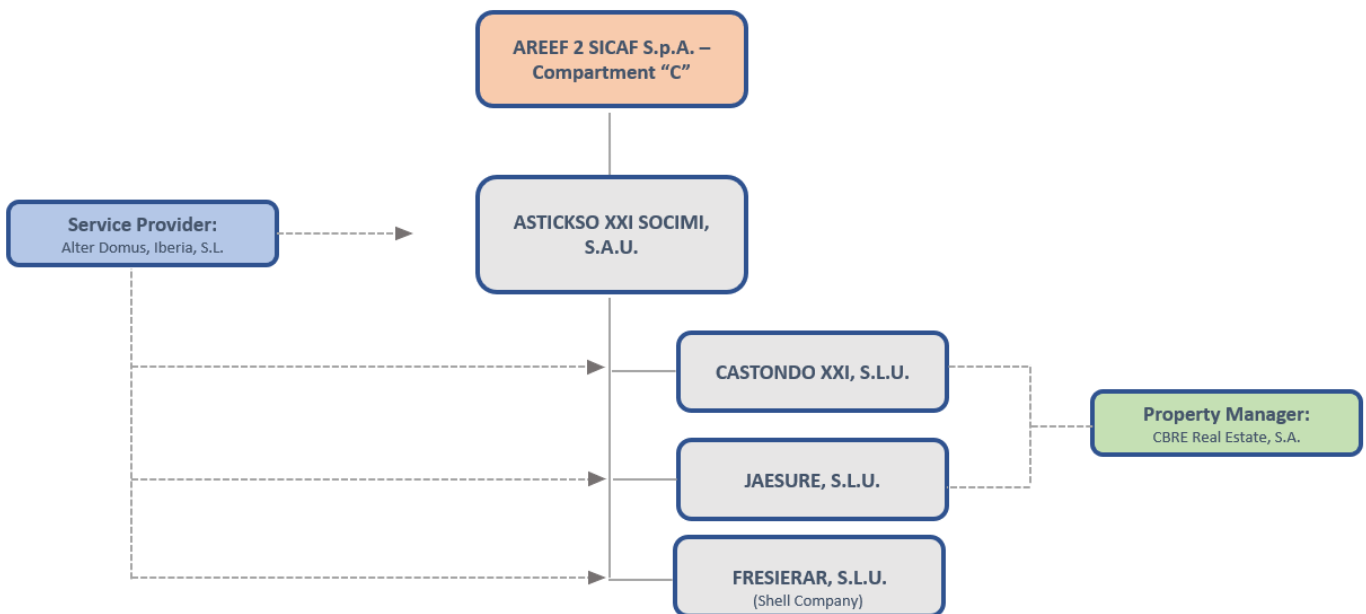 AREEF 2 SICAF S.p.A. –
Compartment “C”
Service Provider:
Alter Domus, Iberia, S.L.
ASTICKSO XXI SOCIMI,
S.A.U.
CASTONDO XXI, S.L.U.
Property Manager:
CBRE Real Estate, S.A.
JAESURE, S.L.U.
FRESIERAR, S.L.U.
(Shell Company)